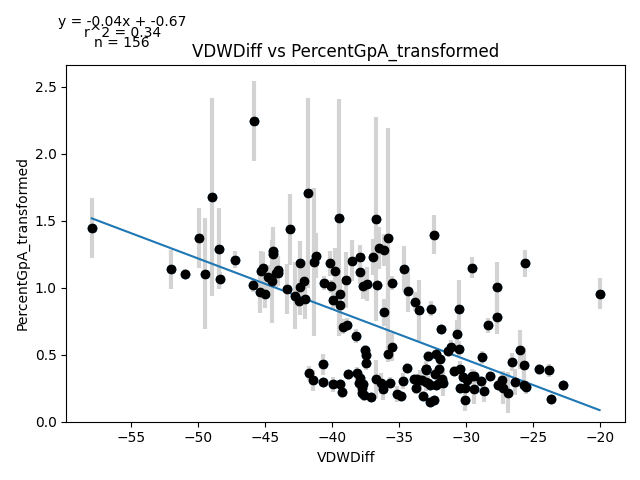 y = -0.04x + -0.67
r^2 = 0.34
n = 156
VDWDiff vs PercentGpA_transformed
PercentGpA_transformed
2.5
2.0
1.5
1.0
0.5
0.0
−55
−50
−45
−40
−35
−30
−25
−20
VDWDiff